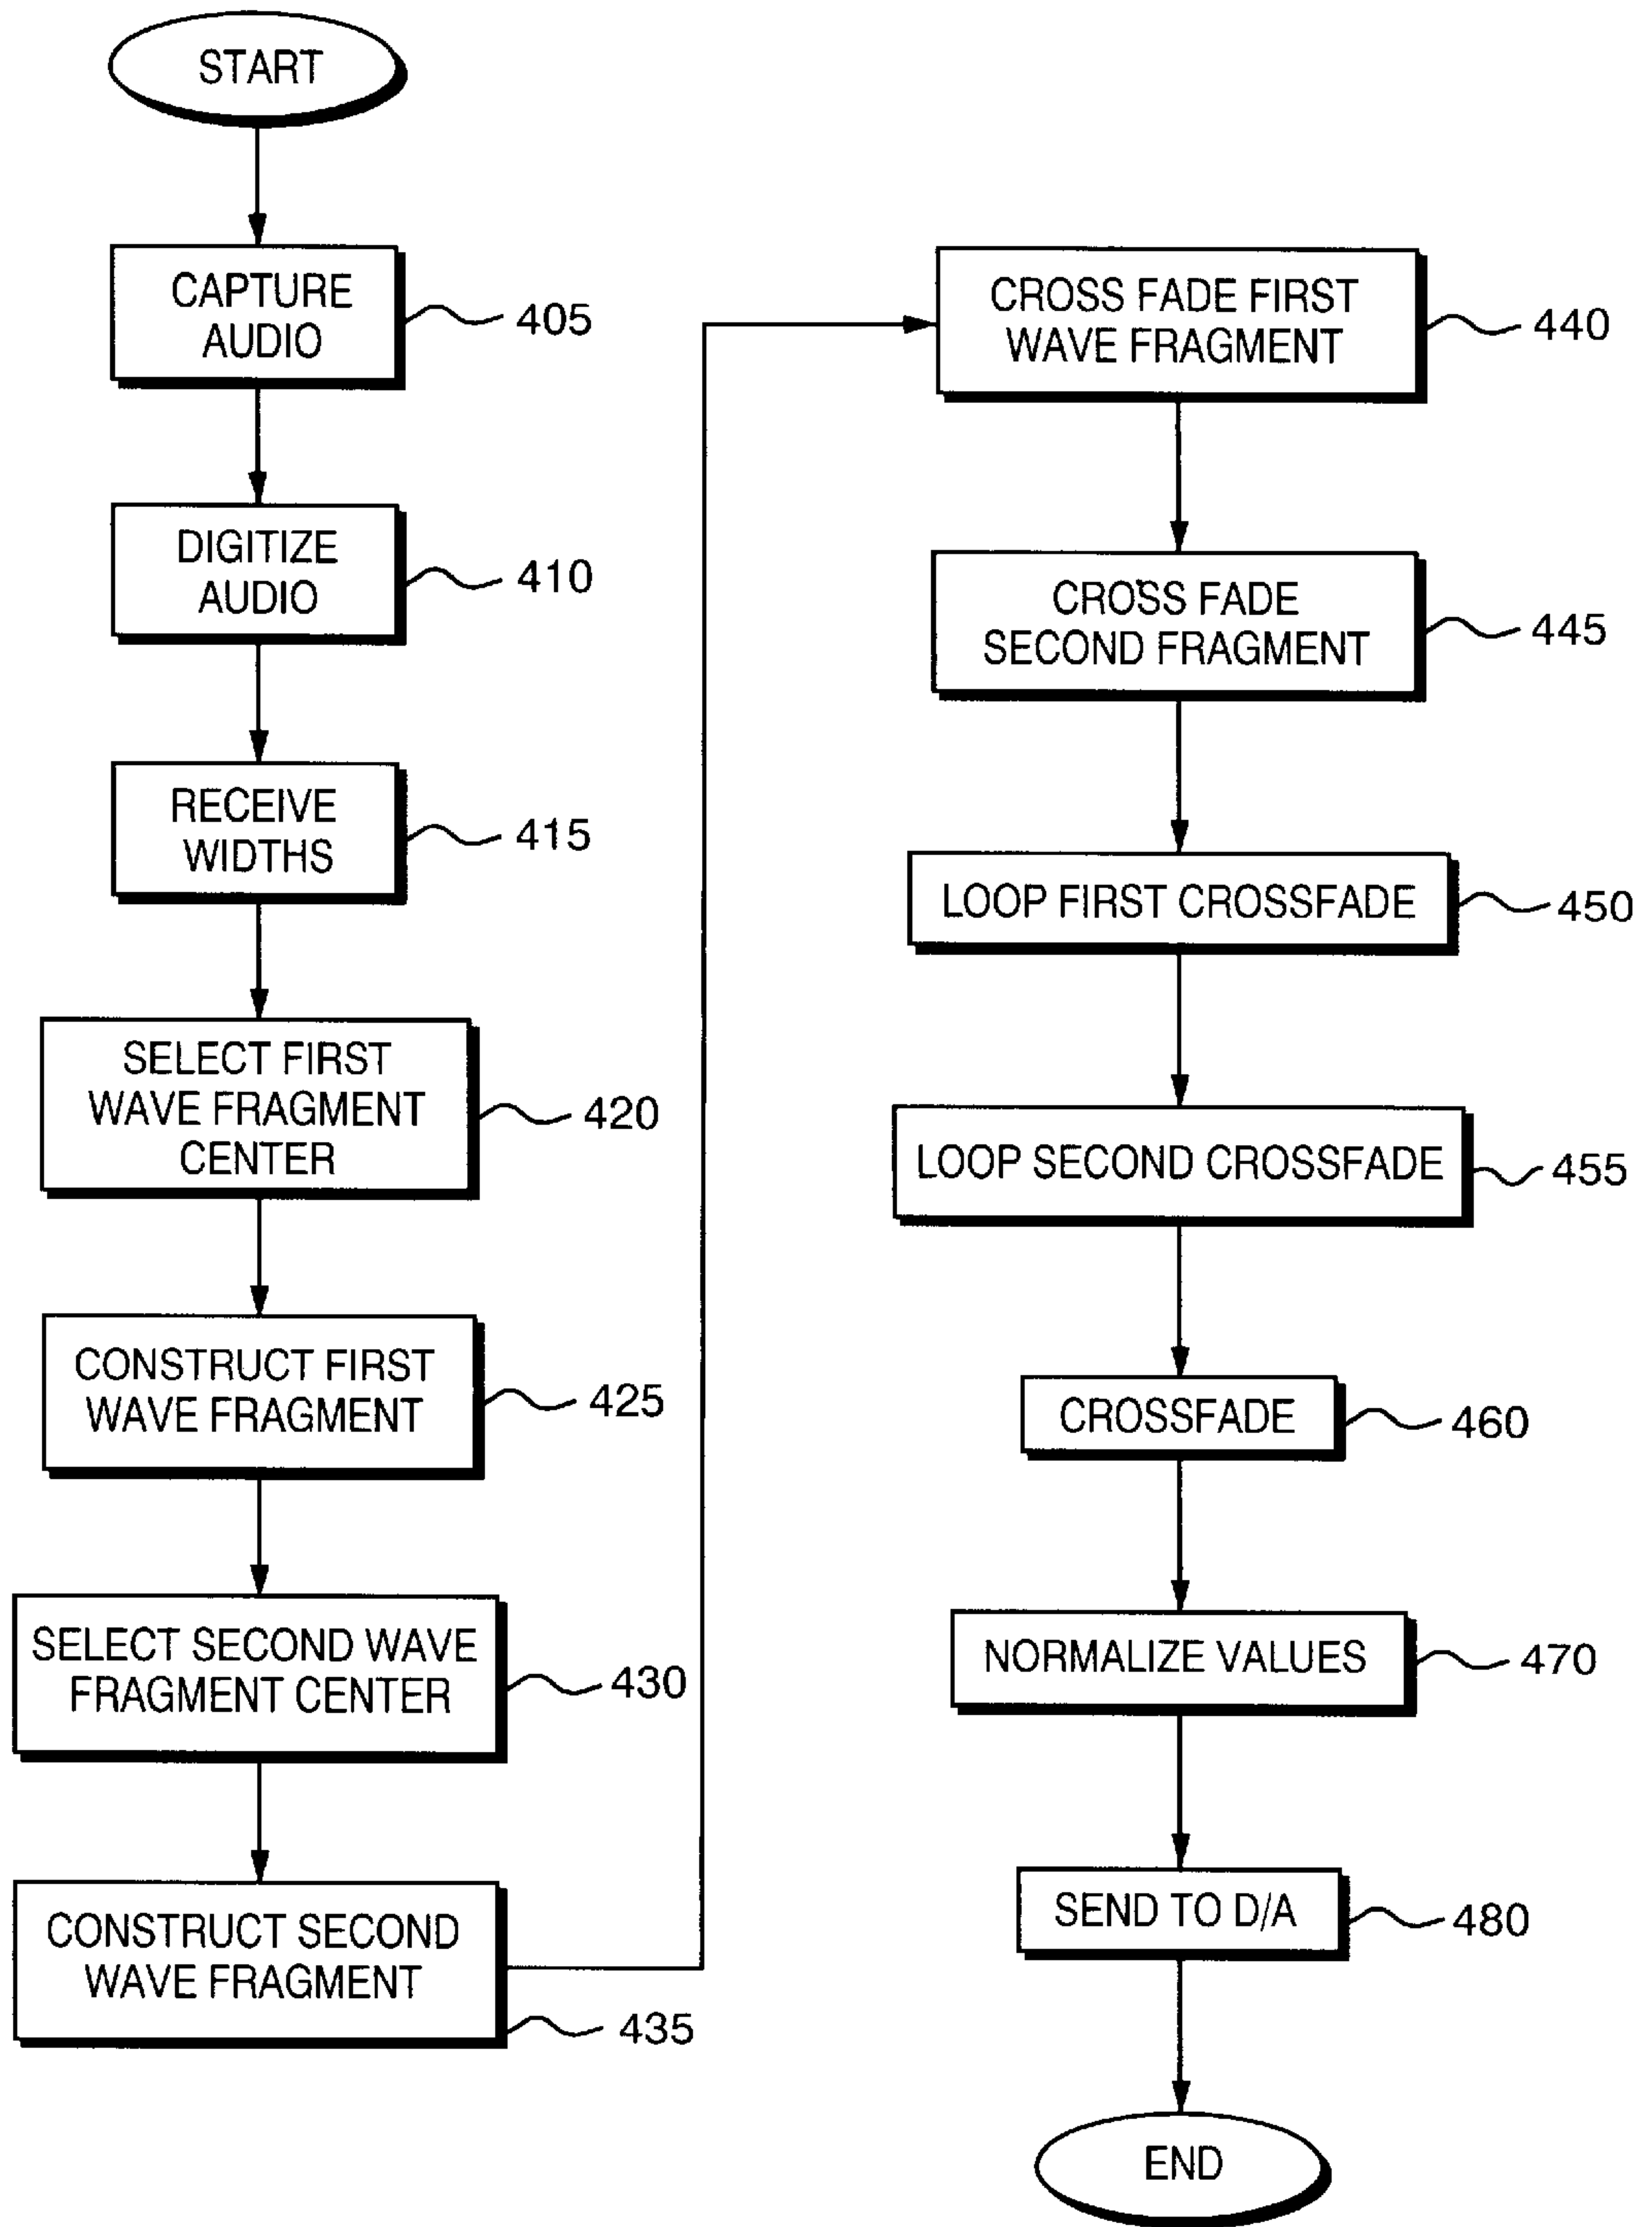 START
CAPTURE
AUDIO
405
DIGITIZE
AUDIO
410
RECEIVE
WIDTHS
415
SELECT FIRST
WAVE FRAGMENT
CENTER
420
CONSTRUCT FIRST
WAVE FRAGMENT
425
SELECT SECOND WAVE
FRAGMENT CENTER
430
CONSTRUCT SECOND
WAVE FRAGMENT
435
CROSS FADE FIRST
WAVE FRAGMENT
440
CROSS FADE
SECOND FRAGMENT
445
LOOP FIRST CROSSFADE
450
LOOP SECOND CROSSFADE
455
CROSSFADE
460
NORMALIZE VALUES
470
SEND TO D/A
480
END